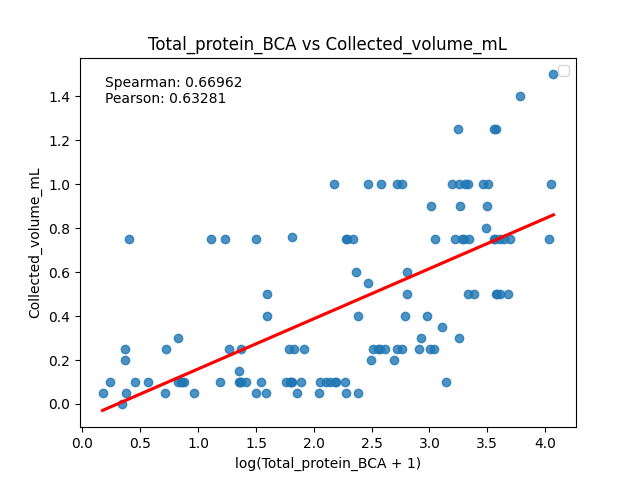 Total_protein_BCA vs Collected_volume_mL
Spearman: 0.66962
Pearson: 0.63281
Collected_volume_mL
1.4
1.2
1.0
0.8
0.6
0.4
0.2
0.0
0.0 0.5 1.0 1.5 2.0 2.5 3.0 3.5 4.0
log(Total_protein_BCA + 1)